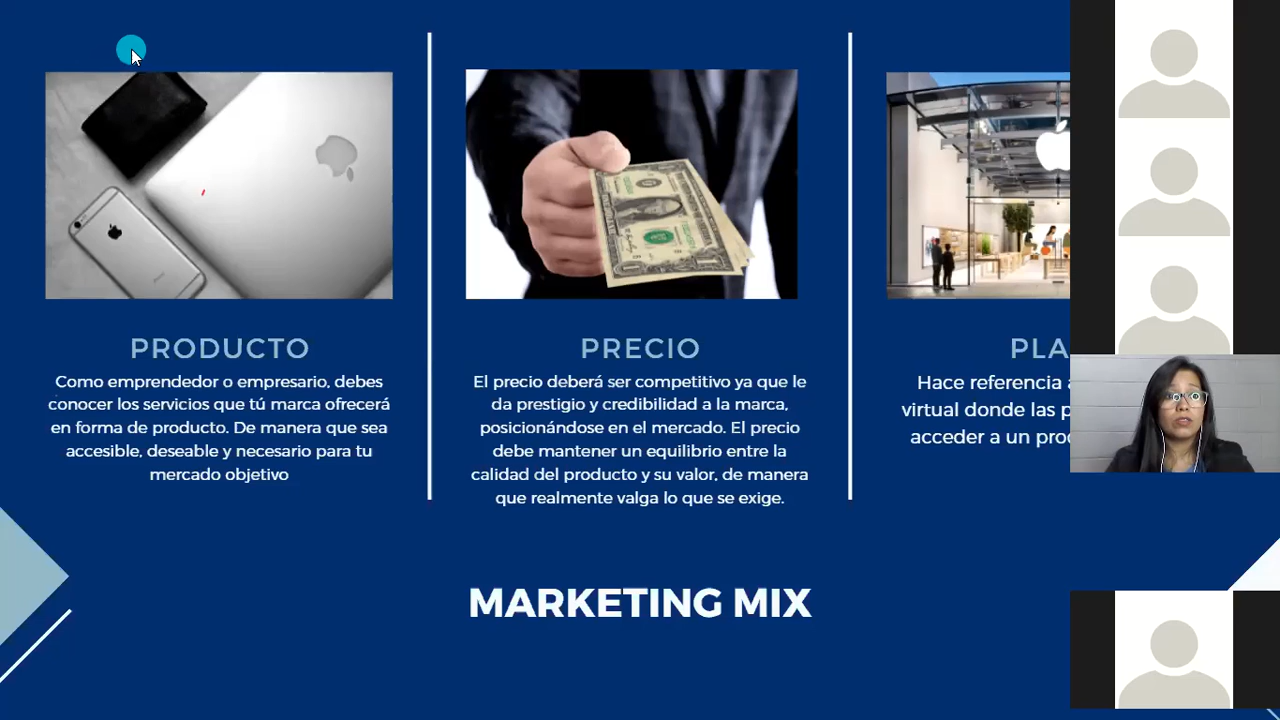 PRODUCTO
Como emprendedor o empresario, debes
conocer los servicios que tú marca ofrecerá
en forma de producto. De manera que sea
accesible, deseable y necesario para tu
mercado objetivo
PRECIO
El precio deberá ser competitivo ya que le
da prestigio y credibilidad a la marca,
posicionándose en el mercado. El precio
debe mantener un equilibrio entre la
calidad del producto y su valor, de manera
que realmente valga lo que se exige.
PLA
Hace referencia
virtual donde las
acceder a un
MARKETING MIX